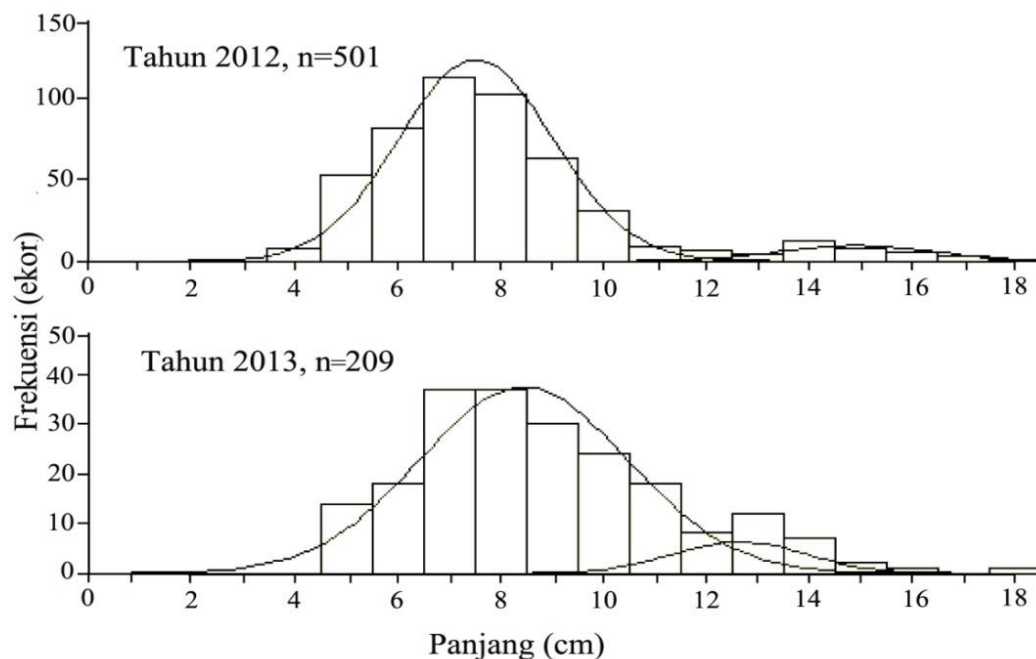 Frekuensi (ekor)
150
100
50
0
Tahun 2012, n=501
0 2 4 6 8 10 12 14 16 18
50
40
30
20
10
0
Tahun 2013, n=209
0 2 4 6 8 10 12 14 16 18
Panjang (cm)